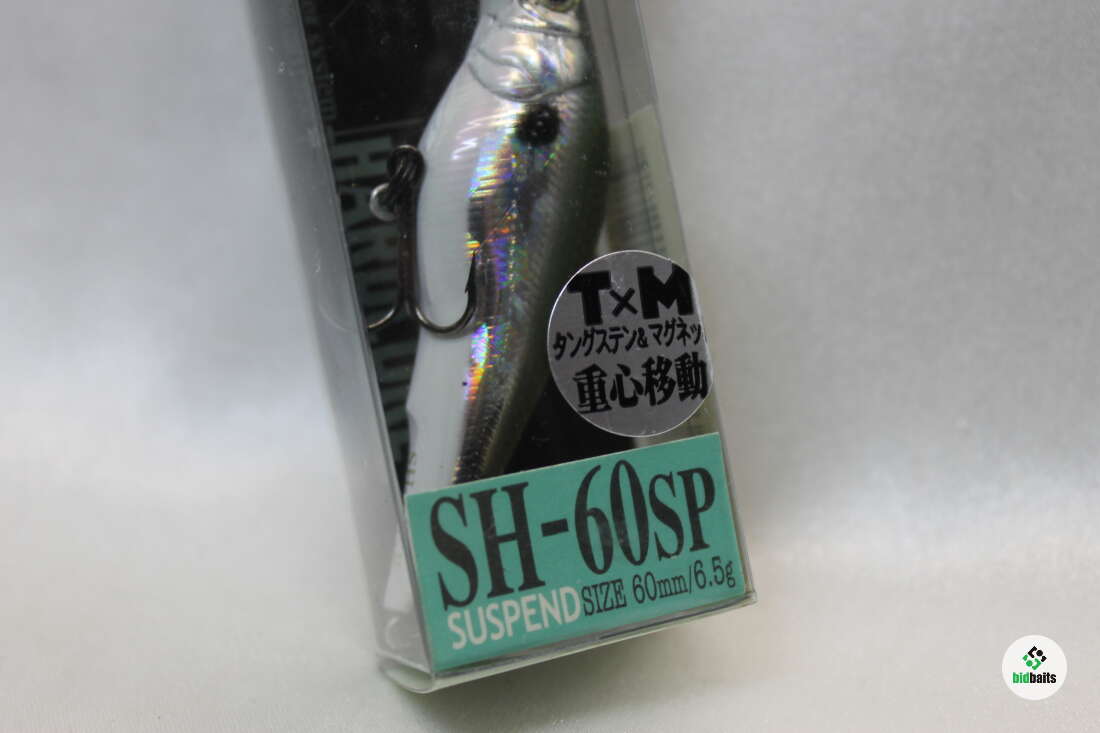 T×M
タングステン&マグネッ
重心移動
SH-60SP
SUSPEND SIZE 60mm/6.5g
bidbaits